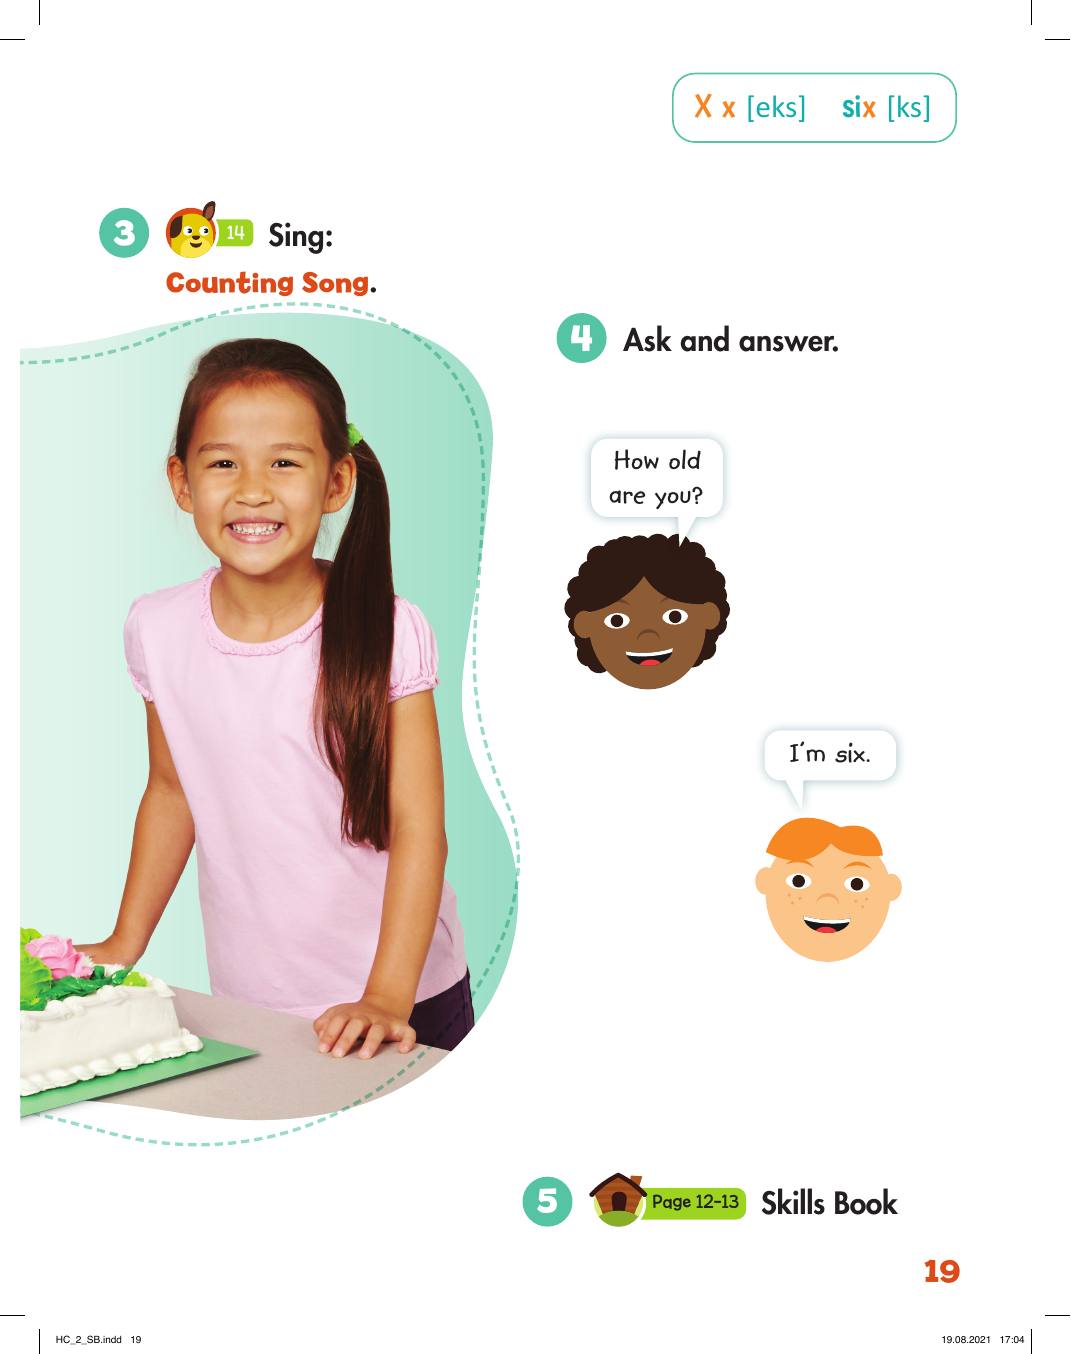 X x [eks] six [ks]
3 14 Sing:
Counting Song.
4 Ask and answer.
How old
are you?
I'm six.
5 Page 12-13 Skills Book
19
HC_2_SB.indd 19 19.08.2021 17:04